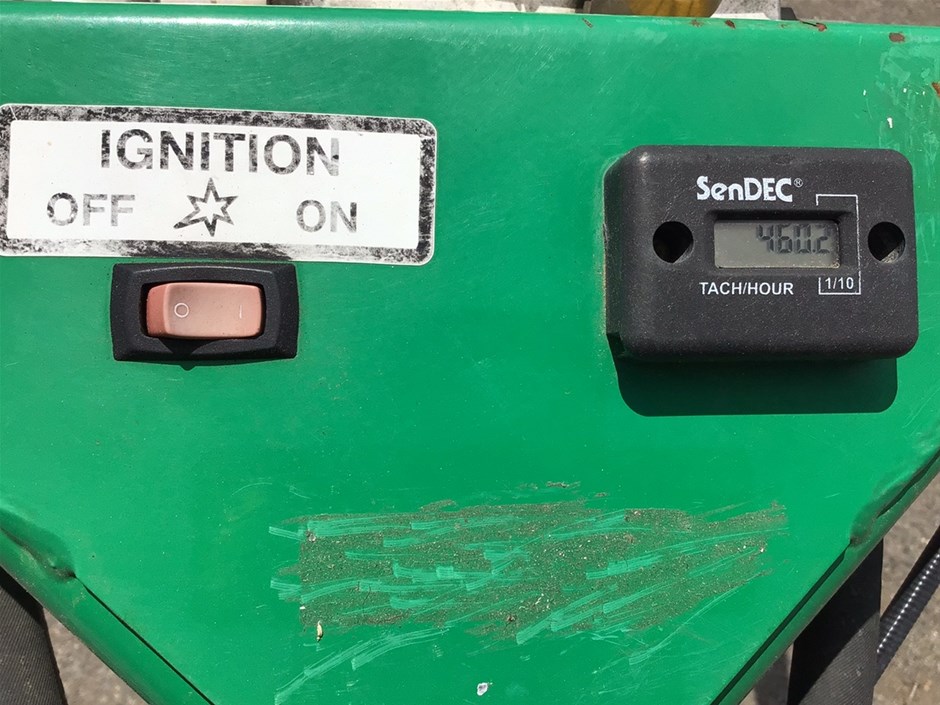 IGNITION
OFF ON
O I
SenDEC®
460.2
TACH/HOUR 1/10